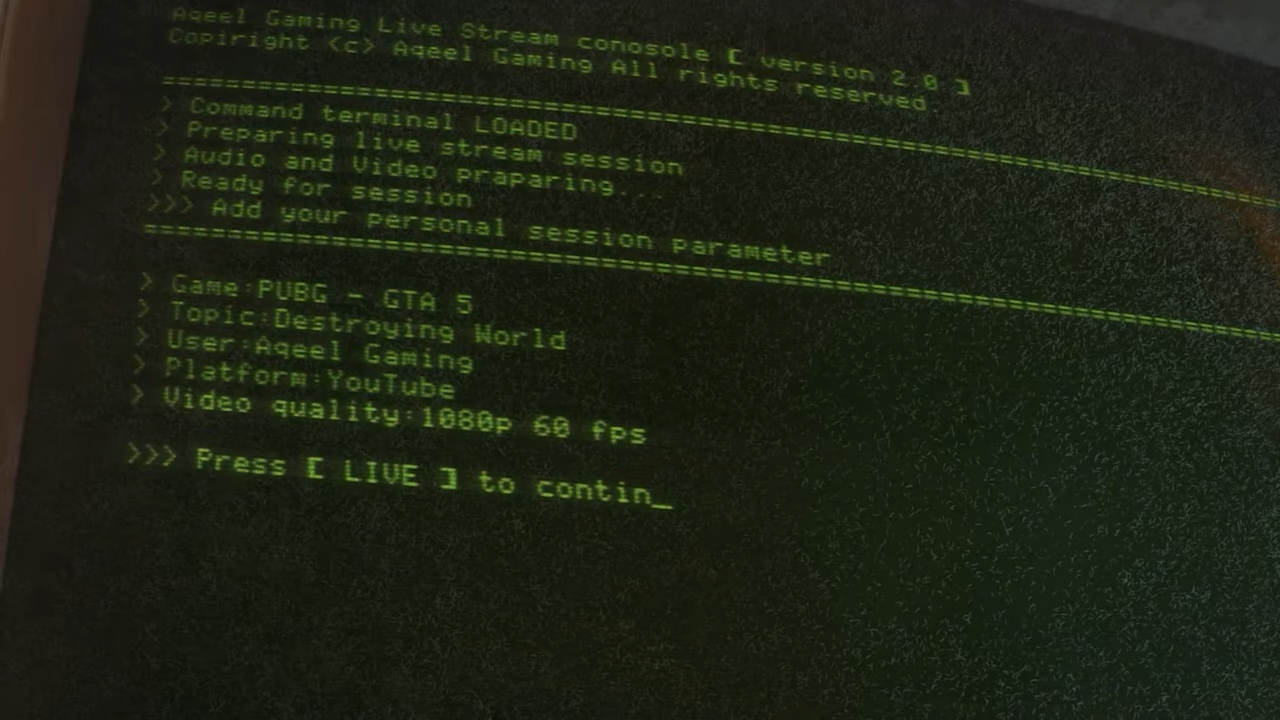 Aqeel Gaming Live Stream conosole [ version 2.0 ]
Copiright <c> Aqeel Gaming All rights reserved
==========================================================================
> Command terminal LOADED
> Preparing live stream session
> Audio and Video praparing...
> Ready for session
>>> Add your personal session parameter
==========================================================================
> Game:PUBG - GTA 5
> Topic:Destroying World
> User:Aqeel Gaming
> Platform:YouTube
> Video quality:1080p 60 fps
>>> Press [ LIVE ] to contin_